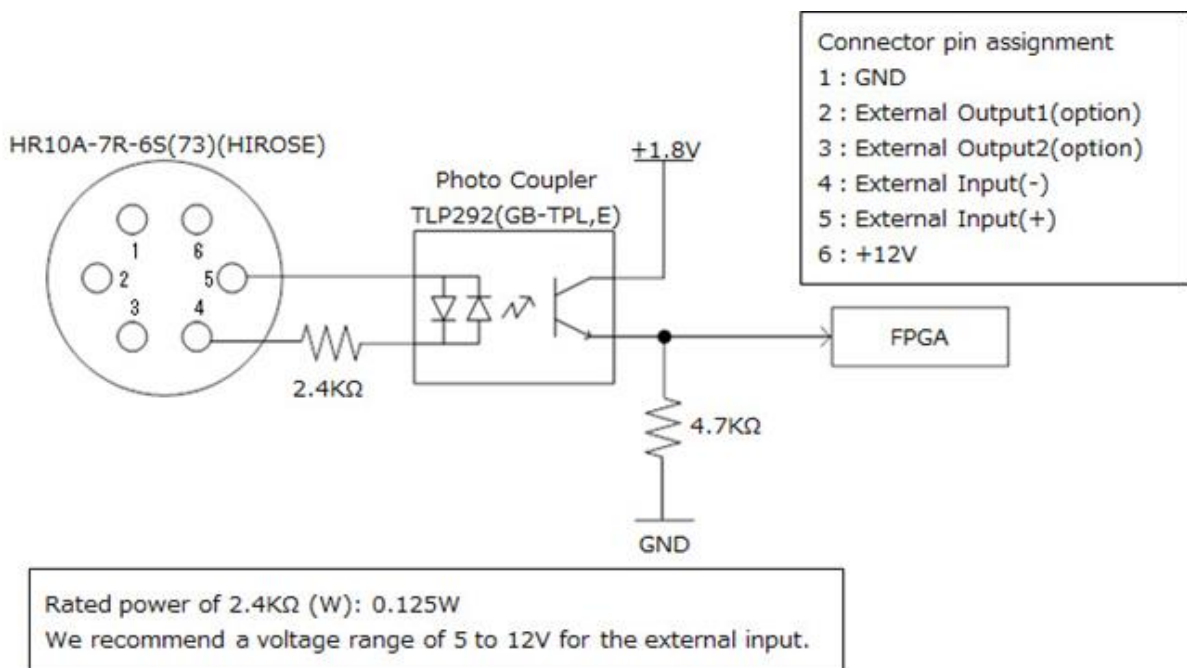 Connector pin assignment
1 : GND
2 : External Output1(option)
3 : External Output2(option)
4 : External Input(-)
5 : External Input(+)
6 : +12V
HR10A-7R-6S(73)(HIROSE)
+1.8V
Photo Coupler
TLP292(GB-TPL,E)
1
6
2
5
3
4
2.4KΩ
FPGA
4.7KΩ
GND
Rated power of 2.4KΩ (W): 0.125W
We recommend a voltage range of 5 to 12V for the external input.